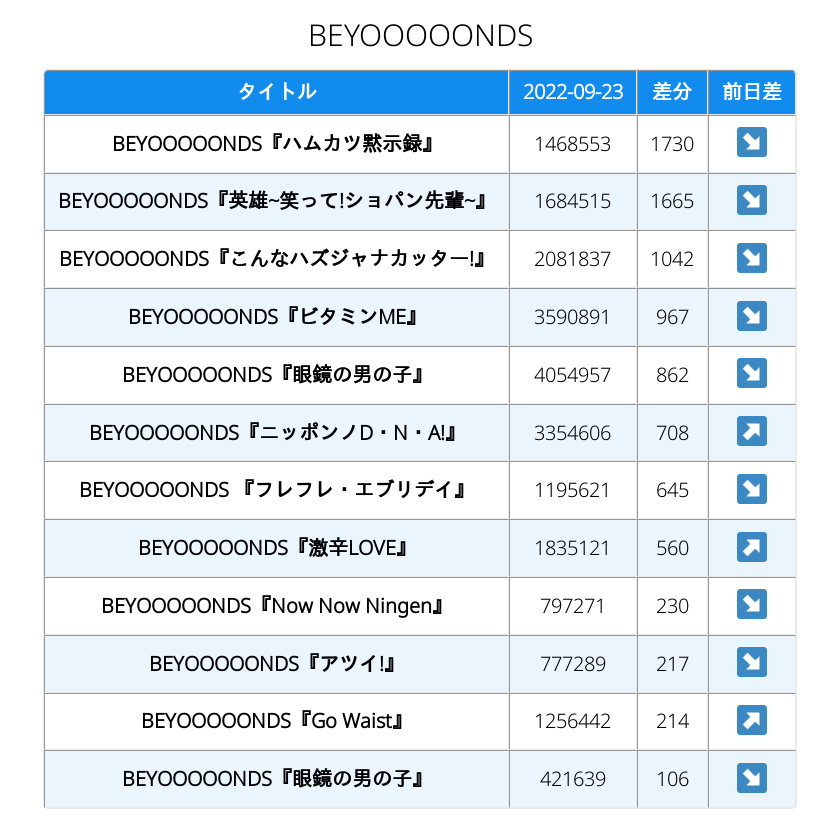 BEYOOOOONDS
タイトル 2022-09-23 差分 前日差
BEYOOOOONDS『ハムカツ黙示録』 1468553 1730 ↘
BEYOOOOONDS『英雄~笑って!ショパン先輩~』 1684515 1665 ↘
BEYOOOOONDS『こんなハズジャナカッター!』 2081837 1042 ↘
BEYOOOOONDS『ビタミンME』 3590891 967 ↘
BEYOOOOONDS『眼鏡の男の子』 4054957 862 ↘
BEYOOOOONDS『ニッポンノD・N・A!』 3354606 708 ↗
BEYOOOOONDS 『フレフレ・エブリデイ』 1195621 645 ↘
BEYOOOOONDS『激辛LOVE』 1835121 560 ↗
BEYOOOOONDS『Now Now Ningen』 797271 230 ↘
BEYOOOOONDS『アツイ!』 777289 217 ↘
BEYOOOOONDS『Go Waist』 1256442 214 ↗
BEYOOOOONDS『眼鏡の男の子』 421639 106 ↘